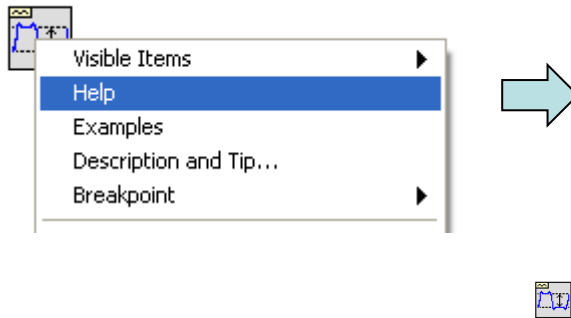 Visible Items
Help
Examples
Description and Tip...
Breakpoint